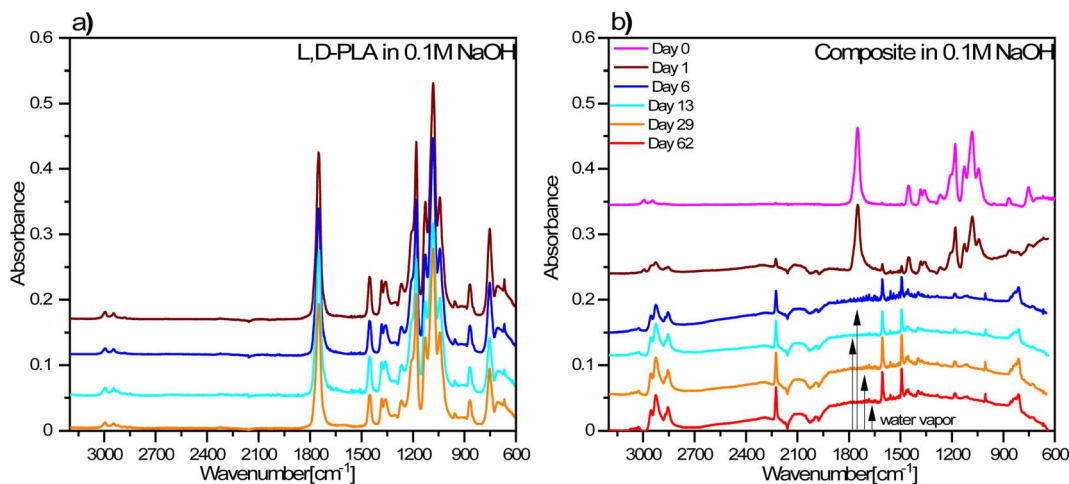 a)
L,D-PLA in 0.1M NaOH
0.6
0.5
0.4
0.3
0.2
0.1
0
Absorbance
3000 2700 2400 2100 1800 1500 1200 900 600
Wavenumber[cm⁻¹]
b)
Composite in 0.1M NaOH
Day 0
Day 1
Day 6
Day 13
Day 29
Day 62
0.6
0.5
0.4
0.3
0.2
0.1
0
Absorbance
water vapor
3000 2700 2400 2100 1800 1500 1200 900 600
Wavenumber[cm⁻¹]